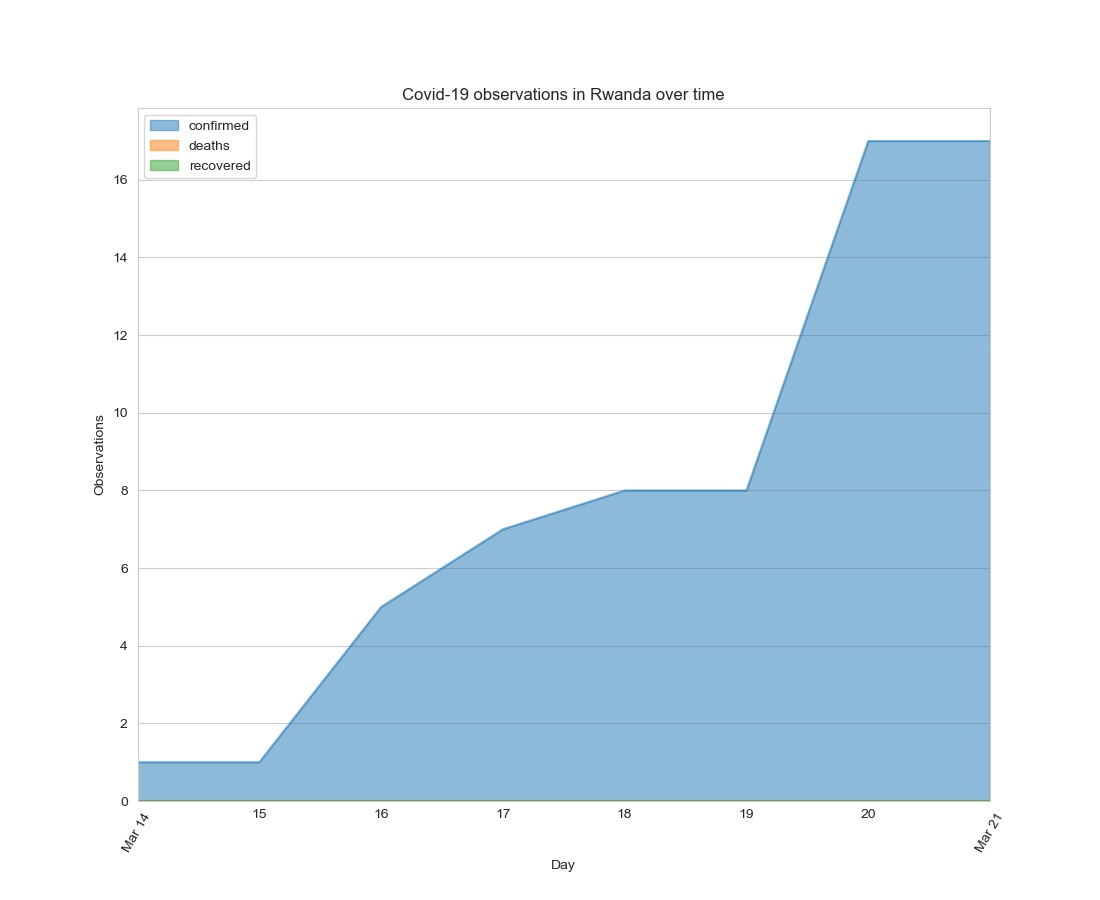 Covid-19 observations in Rwanda over time
confirmed
deaths
recovered
16
14
12
10
8
6
4
2
0
Observations
Mar 14
15
16
17
18
19
20
Mar 21
Day